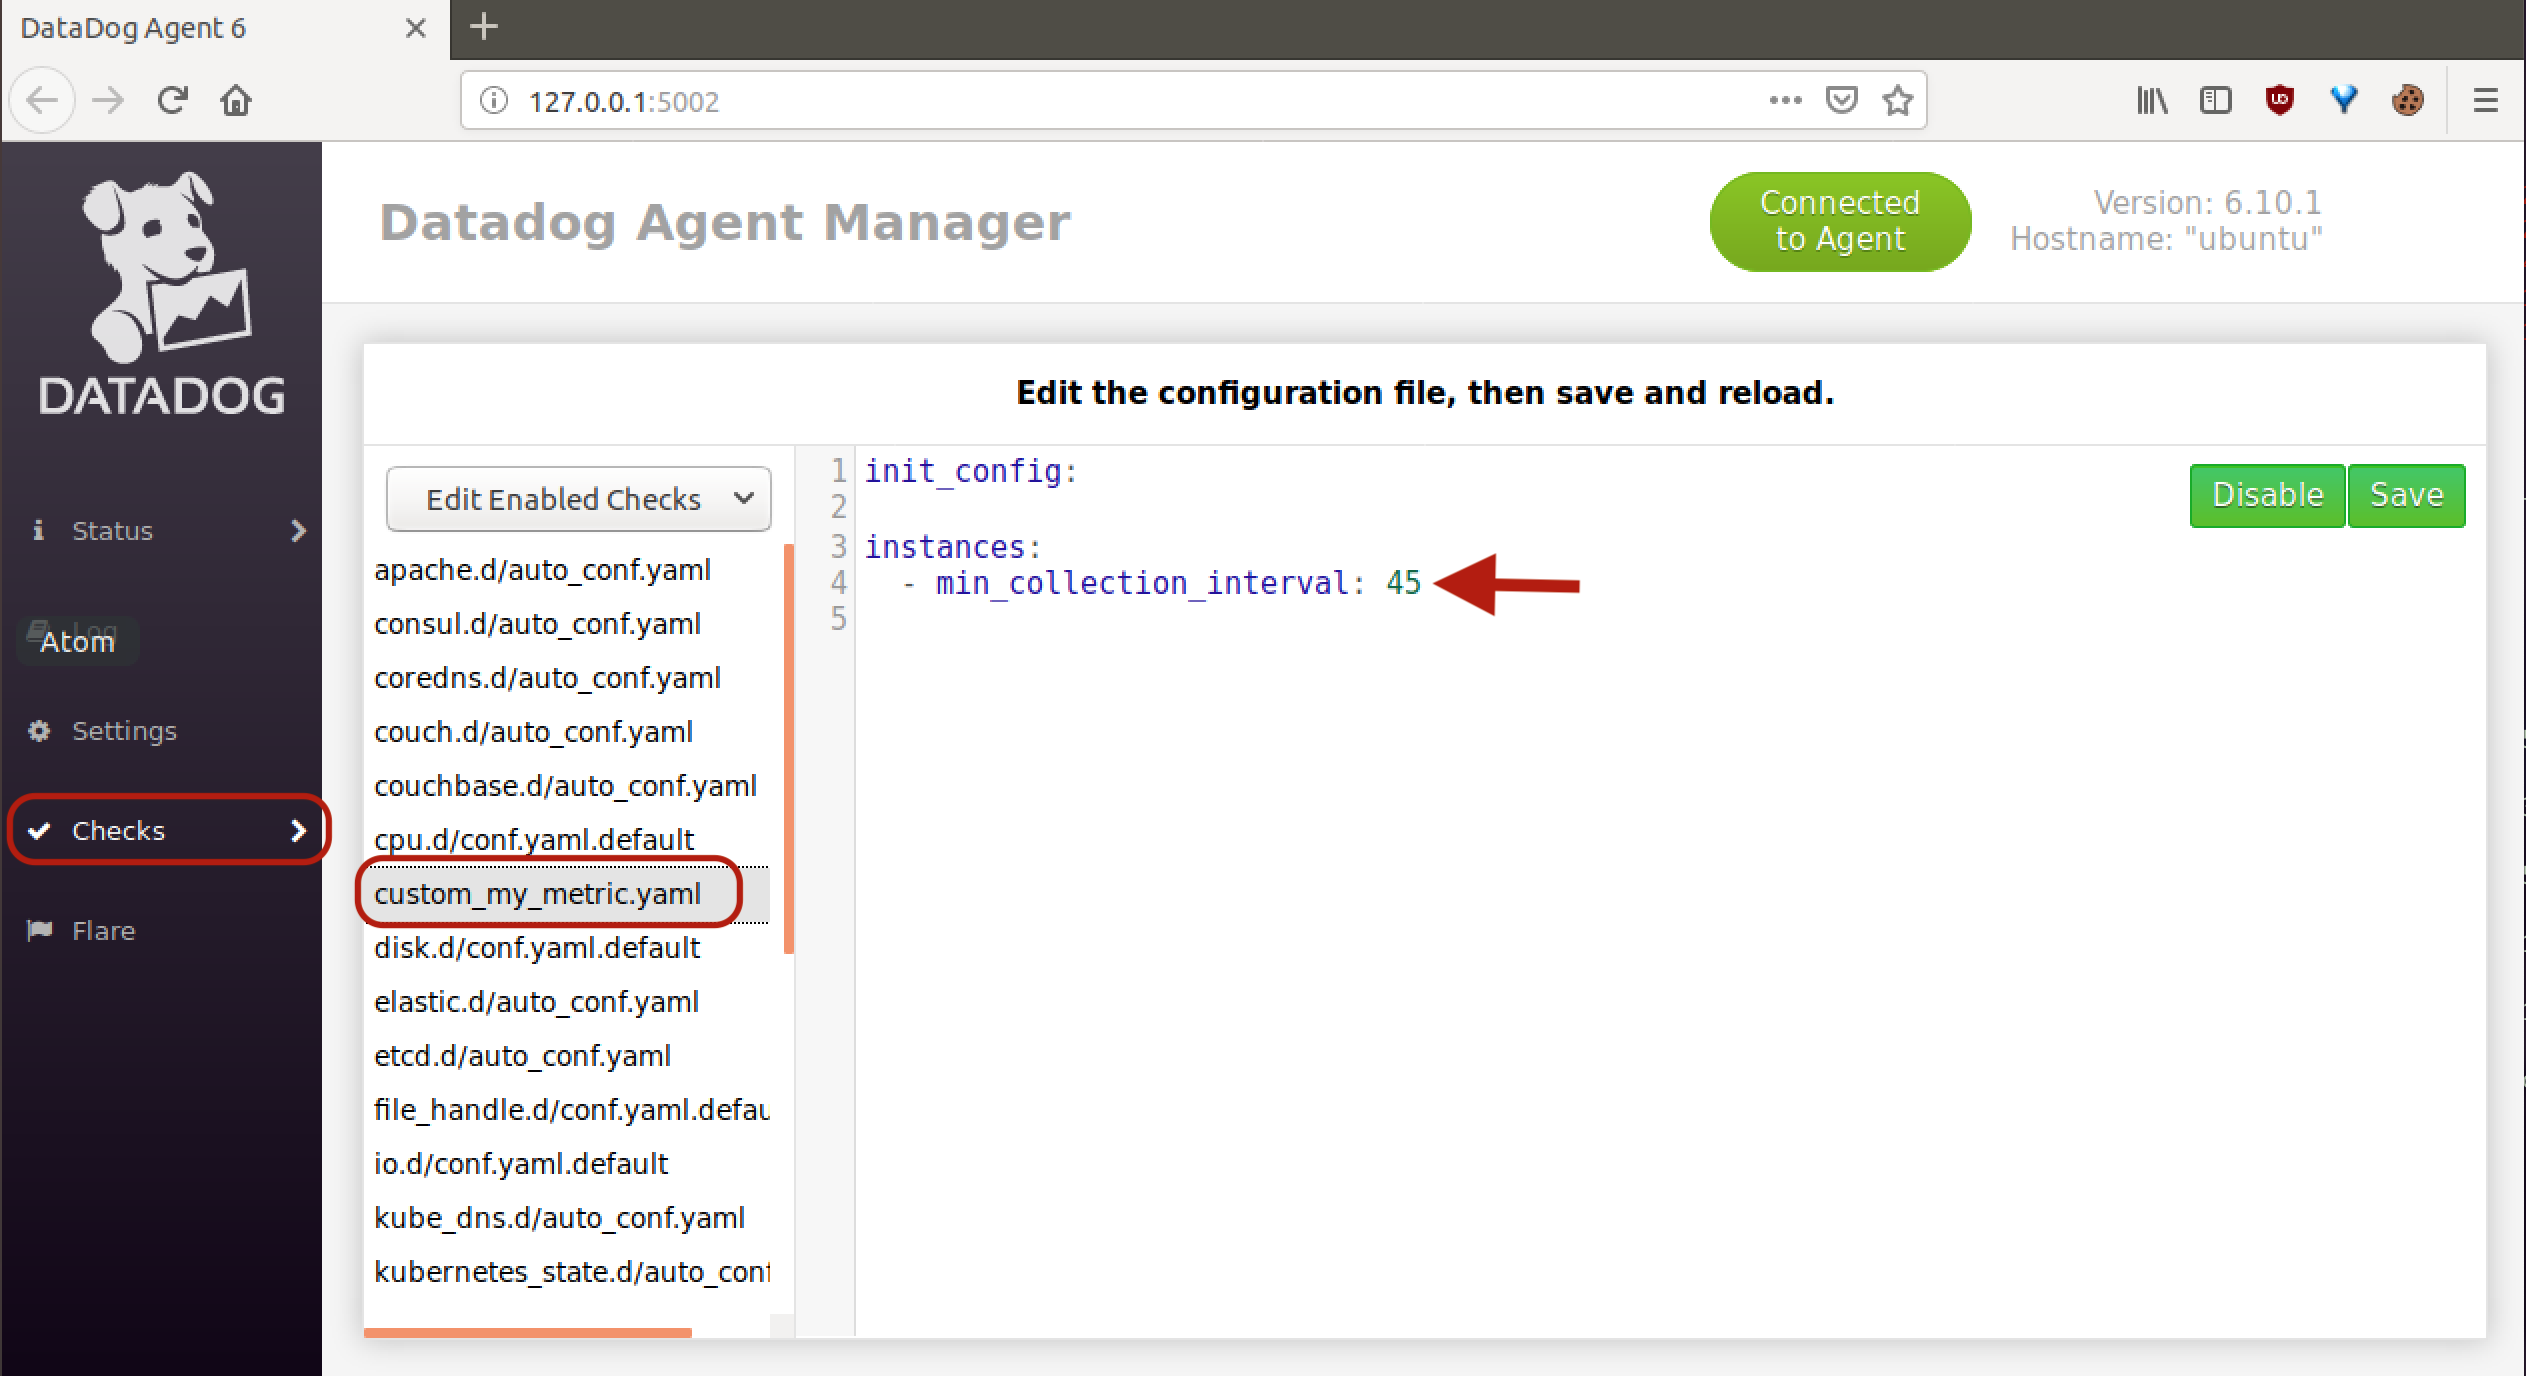 DataDog Agent 6
127.0.0.1:5002
DATADOG
Datadog Agent Manager
Connected
to Agent
Version: 6.10.1
Hostname: "ubuntu"
Status
Log
Atom
Settings
Checks
Flare
Edit the configuration file, then save and reload.
Edit Enabled Checks
apache.d/auto_conf.yaml
consul.d/auto_conf.yaml
coredns.d/auto_conf.yaml
couch.d/auto_conf.yaml
couchbase.d/auto_conf.yaml
cpu.d/conf.yaml.default
custom_my_metric.yaml
disk.d/conf.yaml.default
elastic.d/auto_conf.yaml
etcd.d/auto_conf.yaml
file_handle.d/conf.yaml.defau
io.d/conf.yaml.default
kube_dns.d/auto_conf.yaml
kubernetes_state.d/auto_conf
1 init_config:
2
3 instances:
4   - min_collection_interval: 45
5
Disable
Save